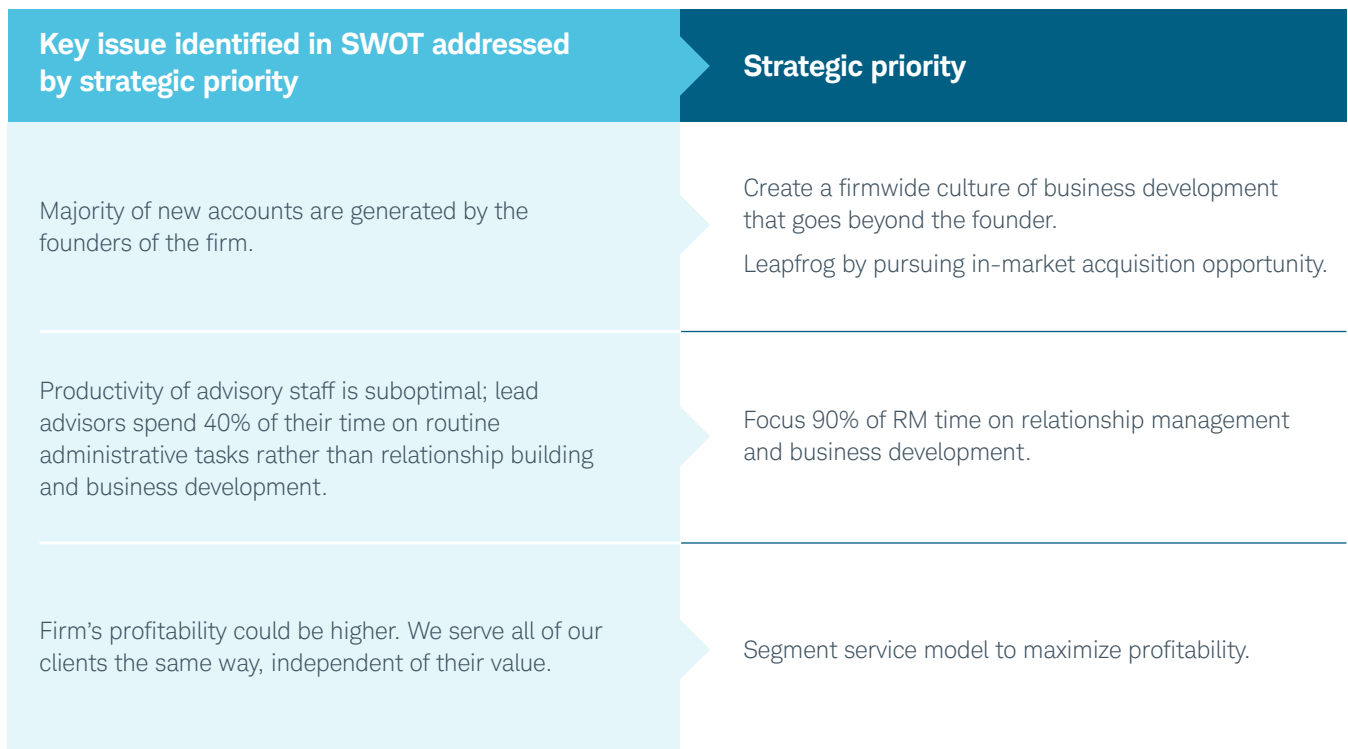 Key issue identified in SWOT addressed
by strategic priority
Strategic priority
Majority of new accounts are generated by the
founders of the firm.
Create a firmwide culture of business development
that goes beyond the founder.
Leapfrog by pursuing in-market acquisition opportunity.
Productivity of advisory staff is suboptimal; lead
advisors spend 40% of their time on routine
administrative tasks rather than relationship building
and business development.
Focus 90% of RM time on relationship management
and business development.
Firm’s profitability could be higher. We serve all of our
clients the same way, independent of their value.
Segment service model to maximize profitability.